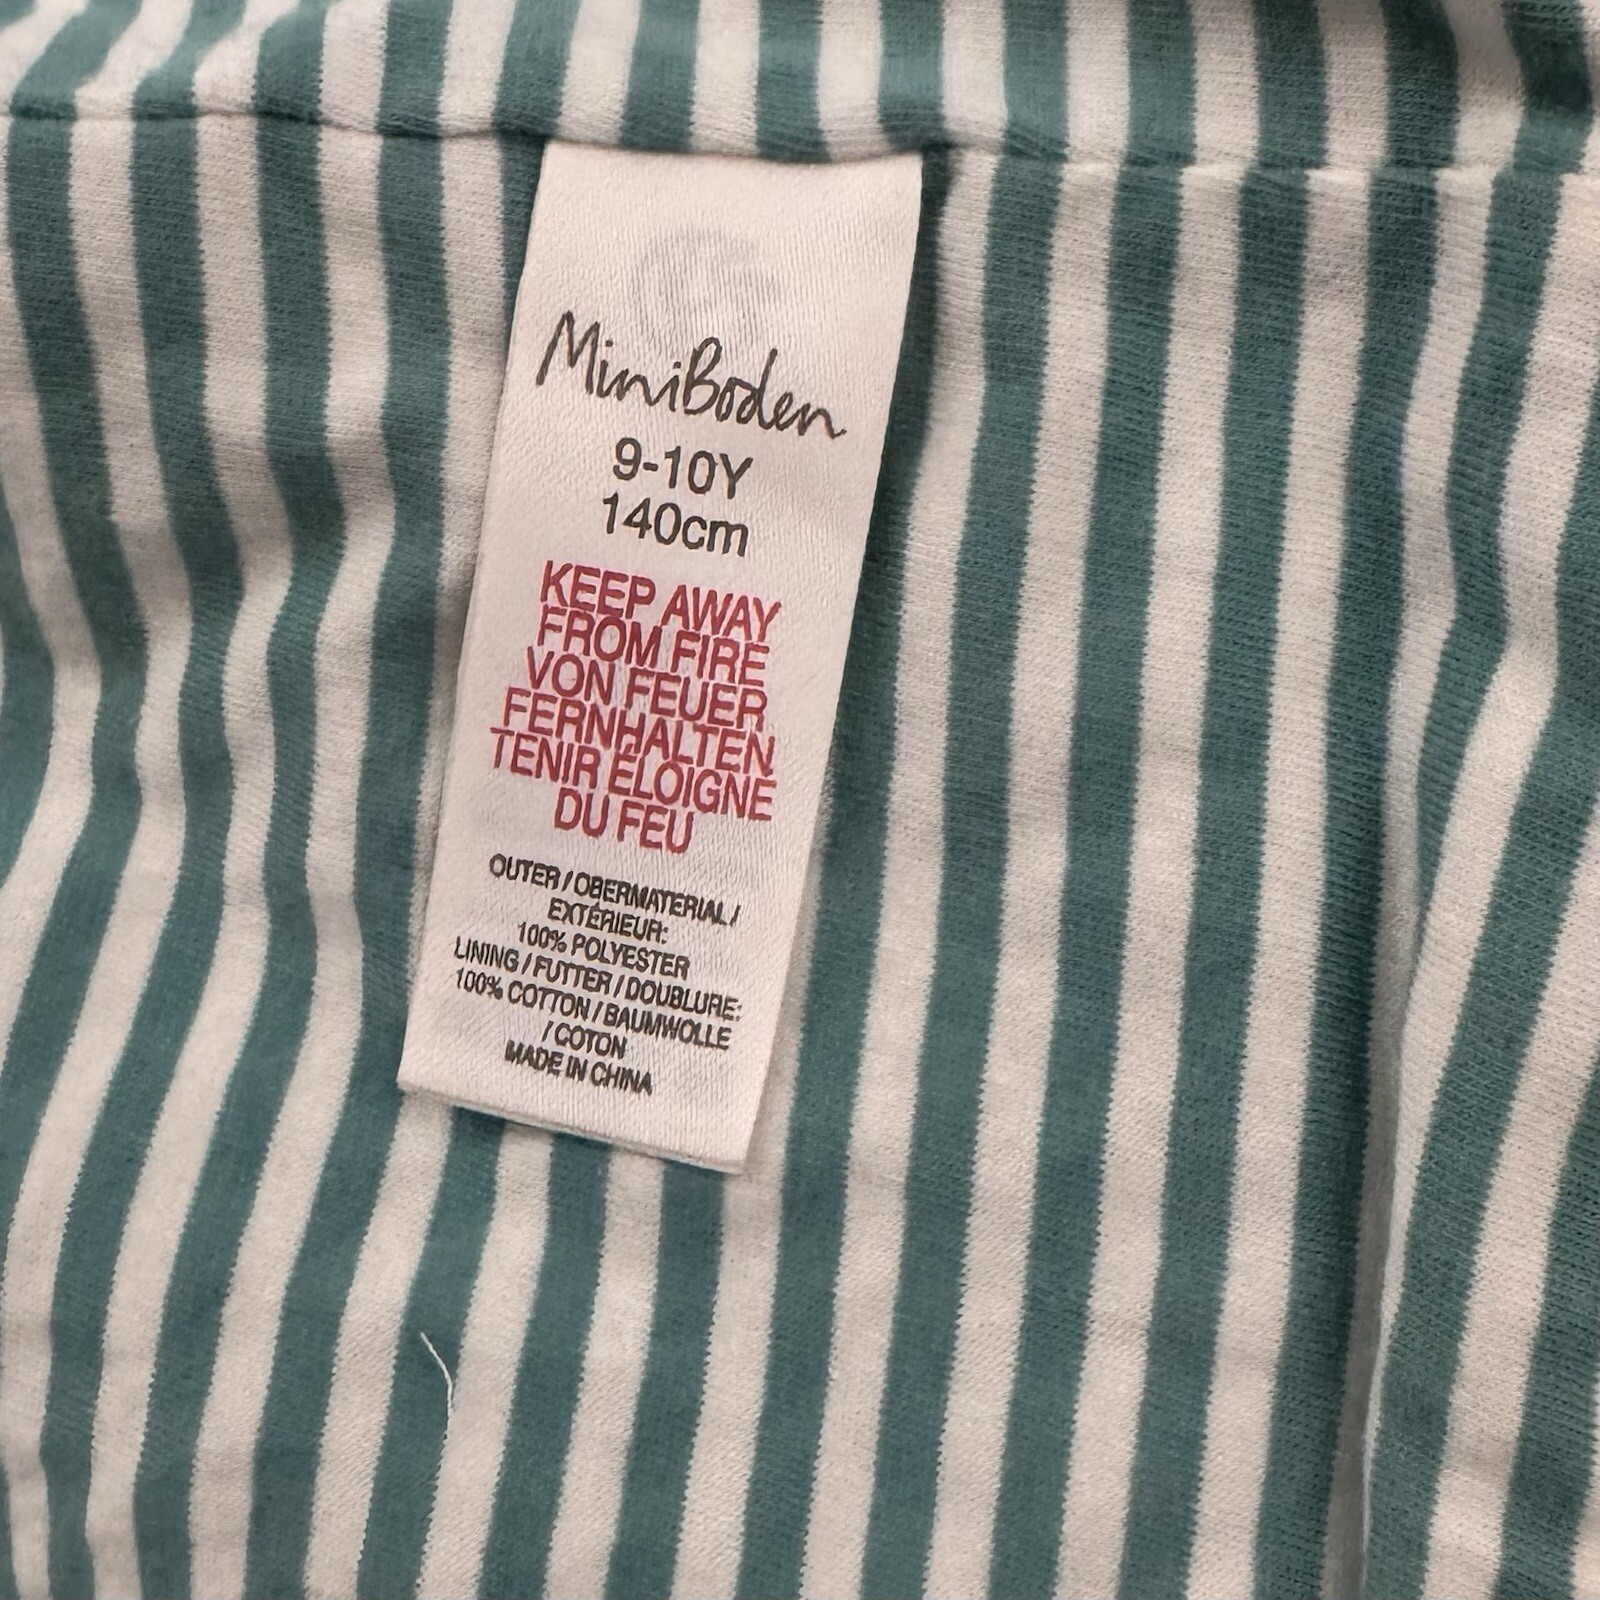 MiniBoden
9-10Y
140cm
KEEP AWAY
FROM FIRE
VON FEUER
FERNHALTEN
TENIR ÉLOIGNÉ
DU FEU
OUTER / OBERMATERIAL /
EXTÉRIEUR:
100% POLYESTER
LINING / FUTTER / DOUBLURE:
100% COTTON / BAUMWOLLE
/ COTON
MADE IN CHINA